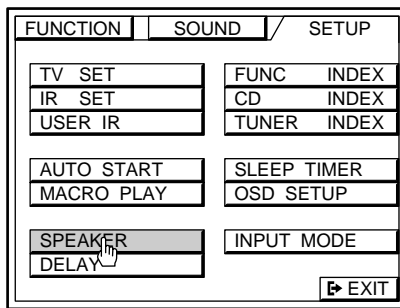 FUNCTION SOUND SETUP
TV SET FUNC INDEX
IR SET CD INDEX
USER IR TUNER INDEX
AUTO START SLEEP TIMER
MACRO PLAY OSD SETUP
SPEAKER INPUT MODE
DELAY
EXIT